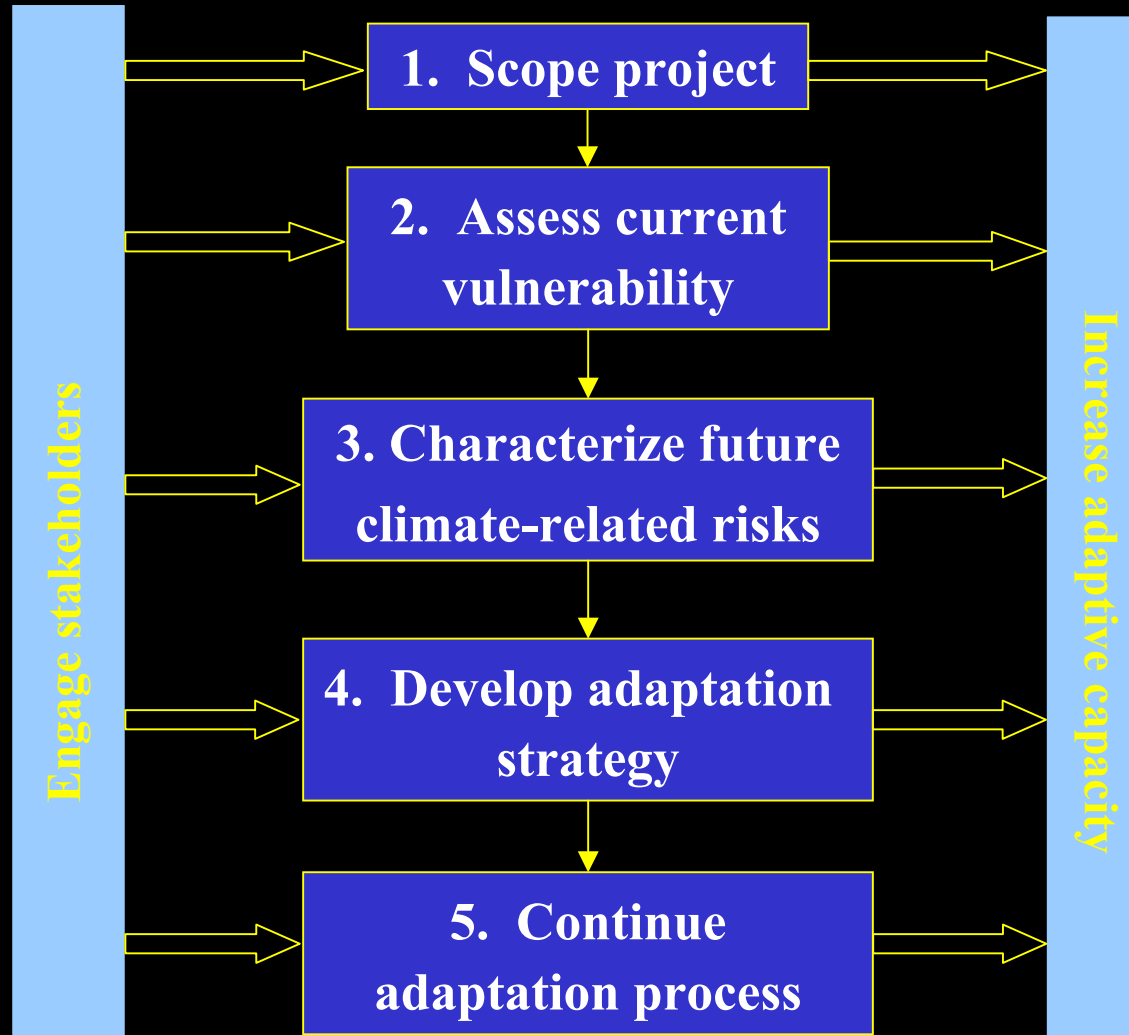 Engage stakeholders
1. Scope project
2. Assess current
vulnerability
3. Characterize future
climate-related risks
4. Develop adaptation
strategy
5. Continue
adaptation process
Increase adaptive capacity